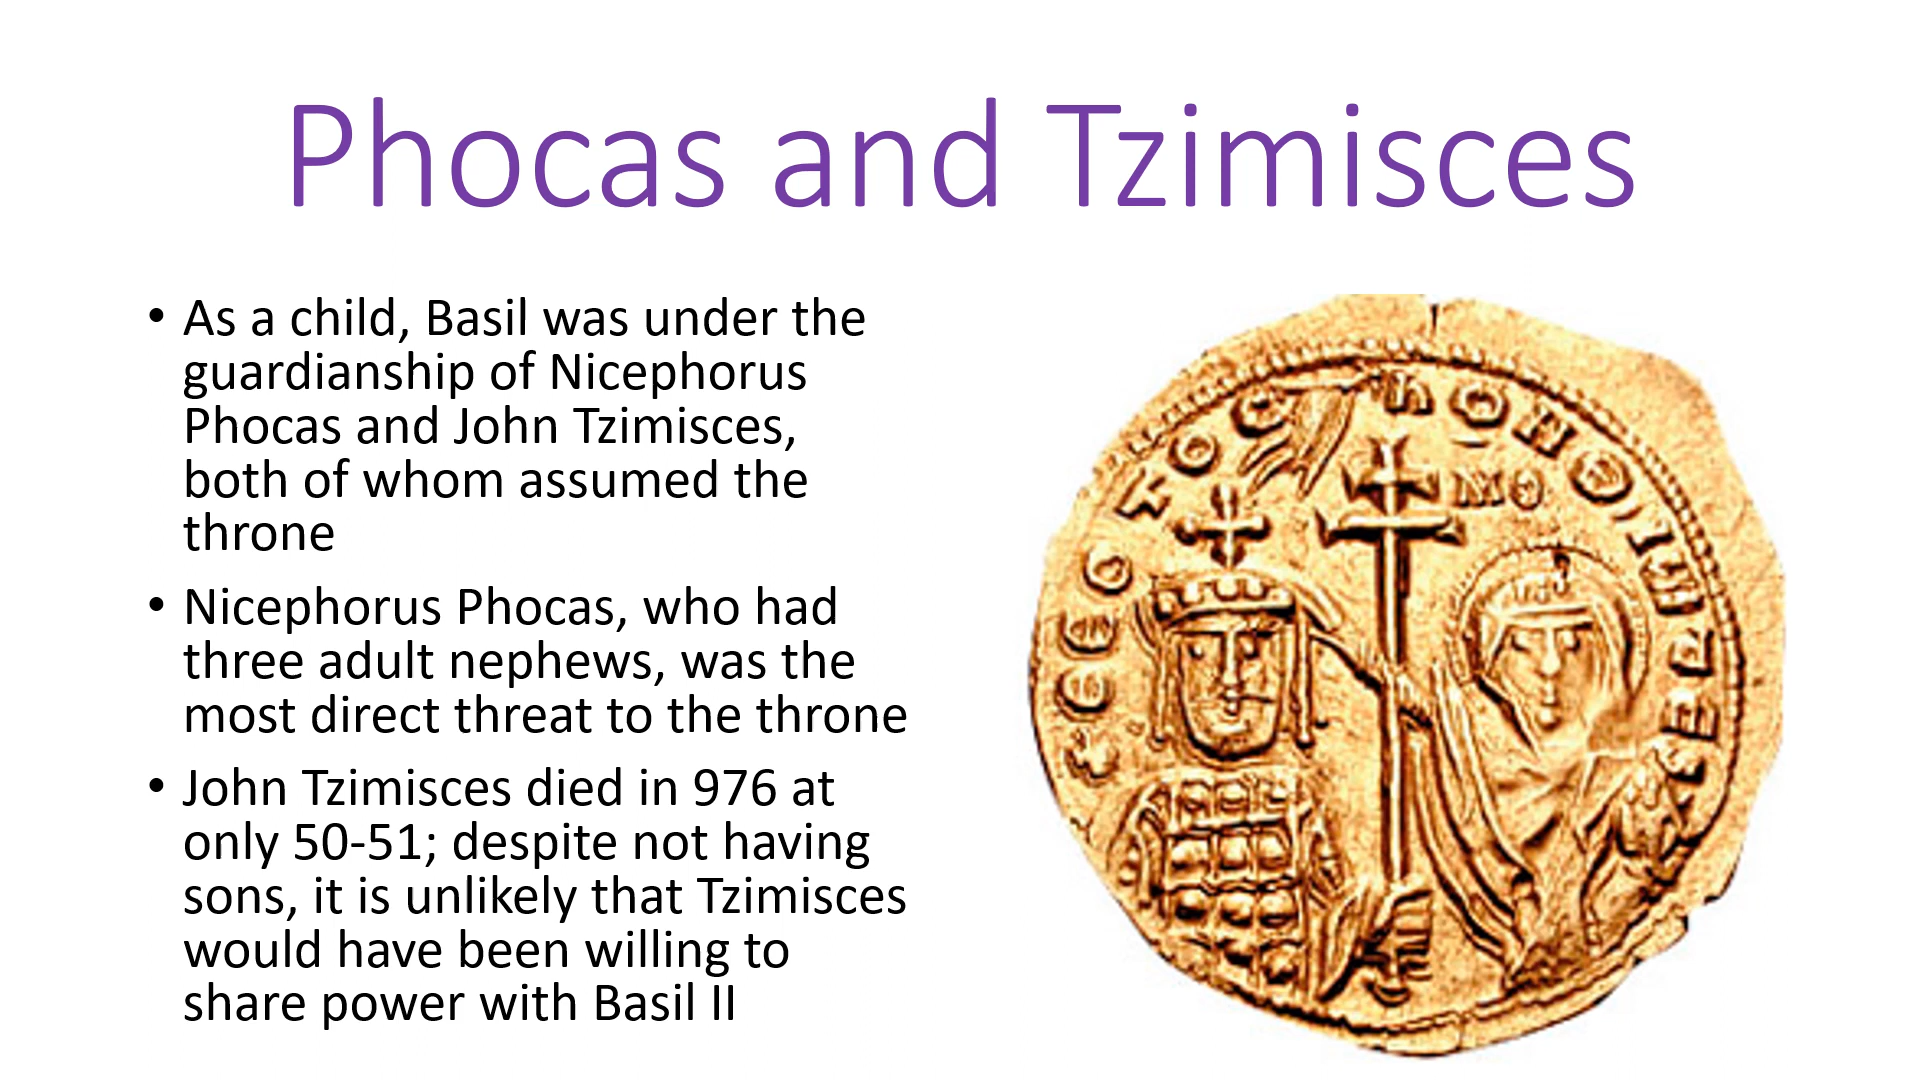 Phocas and Tzimisces
• As a child, Basil was under the
guardianship of Nicephorus
Phocas and John Tzimisces,
both of whom assumed the
throne
• Nicephorus Phocas, who had
three adult nephews, was the
most direct threat to the throne
• John Tzimisces died in 976 at
only 50-51; despite not having
sons, it is unlikely that Tzimisces
would have been willing to
share power with Basil II